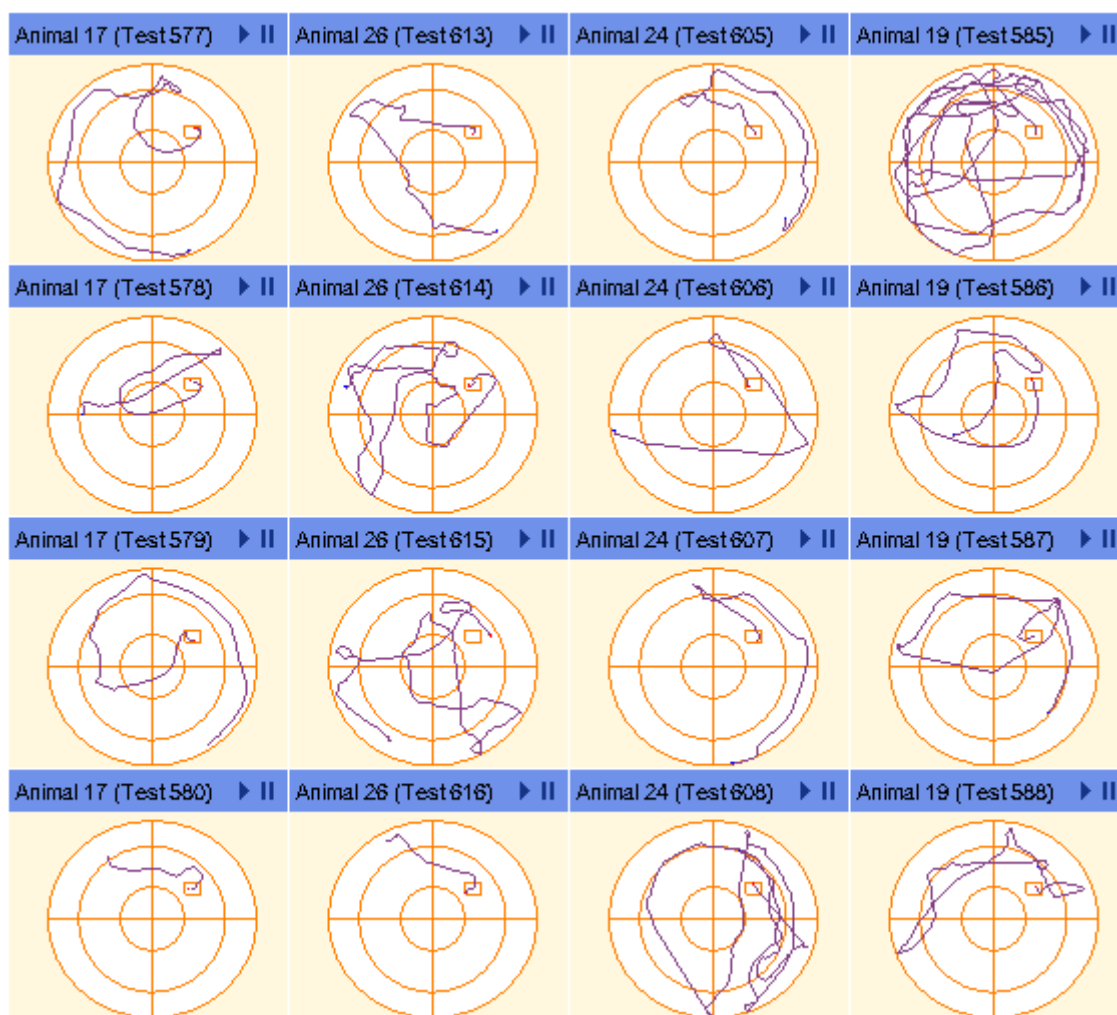 Animal 17 (Test 577)
Animal 26 (Test 613)
Animal 24 (Test 605)
Animal 19 (Test 585)
Animal 17 (Test 578)
Animal 26 (Test 614)
Animal 24 (Test 606)
Animal 19 (Test 586)
Animal 17 (Test 579)
Animal 26 (Test 615)
Animal 24 (Test 607)
Animal 19 (Test 587)
Animal 17 (Test 580)
Animal 26 (Test 616)
Animal 24 (Test 608)
Animal 19 (Test 588)